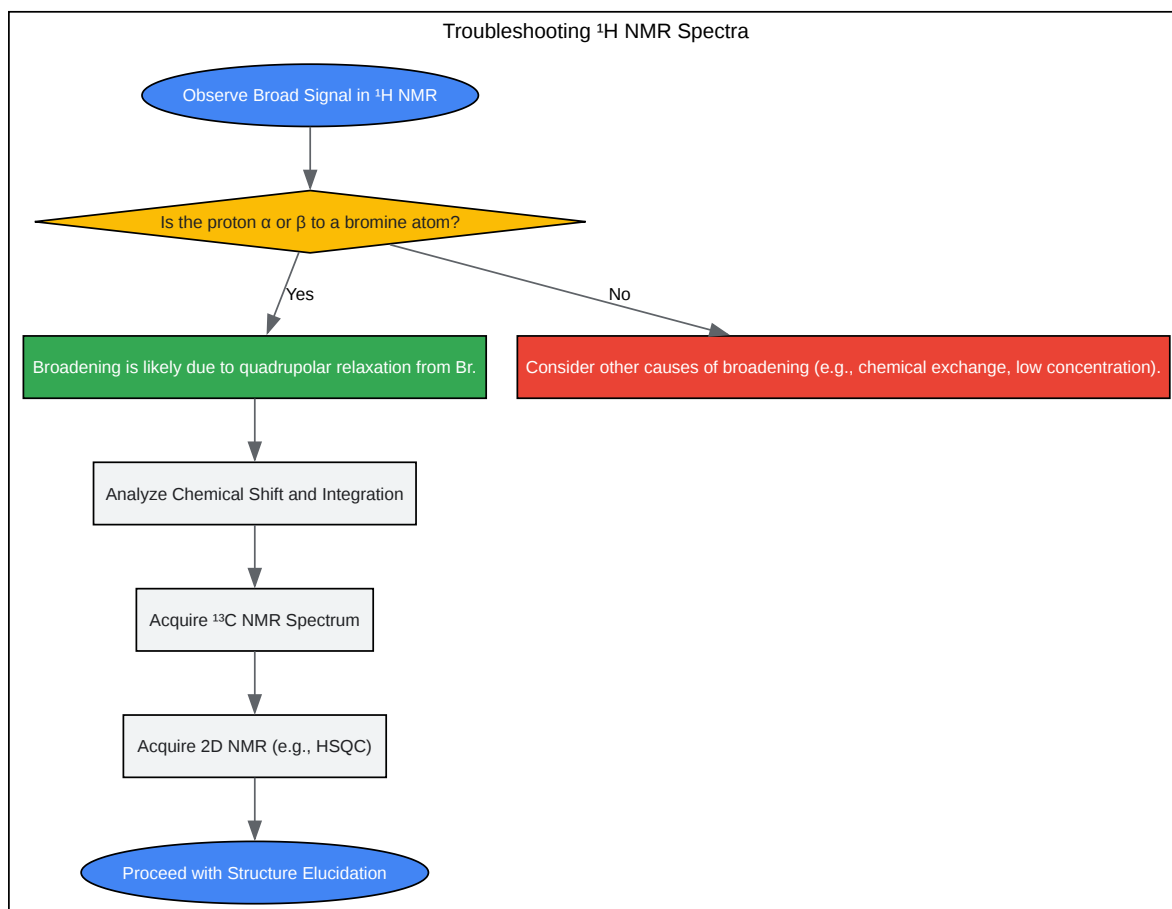 Troubleshooting ¹H NMR Spectra
Observe Broad Signal in ¹H NMR
Is the proton α or β to a bromine atom?
Yes
No
Broadening is likely due to quadrupolar relaxation from Br.
Consider other causes of broadening (e.g., chemical exchange, low concentration).
Analyze Chemical Shift and Integration
Acquire ¹³C NMR Spectrum
Acquire 2D NMR (e.g., HSQC)
Proceed with Structure Elucidation